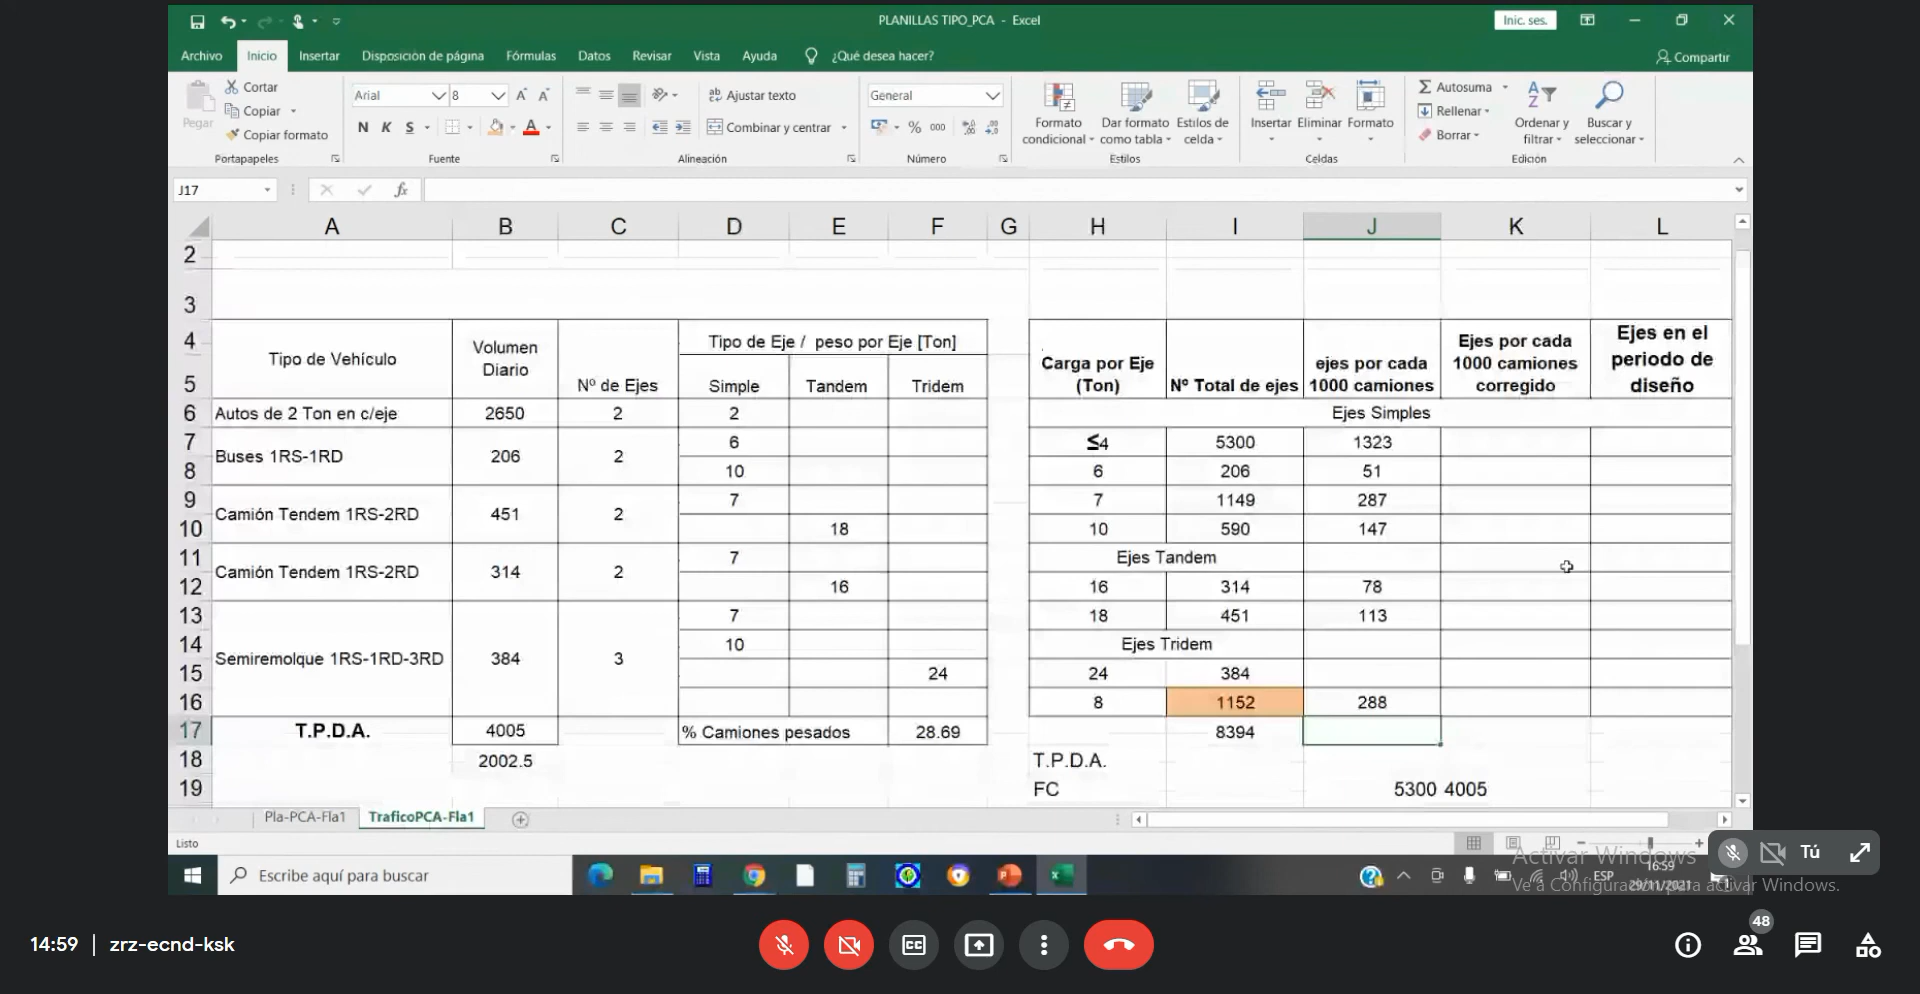 PLANILLAS TIPO_PCA - Excel
Inic. ses.
Archivo Inicio Insertar Disposición de página Fórmulas Datos Revisar Vista Ayuda ¿Qué desea hacer? Compartir
Pegar
Cortar
Copiar
Copiar formato
Portapapeles
Arial 8
N K S
Fuente
Ajustar texto
Combinar y centrar
Alineación
General
% 000
Número
Formato condicional
Dar formato como tabla
Estilos de celda
Estilos
Insertar Eliminar Formato
Celdas
Autosuma
Rellenar
Borrar
Ordenar y filtrar
Buscar y seleccionar
Edición
J17 fx
A B C D E F G H I J K L
2
3
4 Tipo de Vehículo Volumen Diario Nº de Ejes Tipo de Eje / peso por Eje [Ton] Carga por Eje (Ton) Nº Total de ejes ejes por cada 1000 camiones Ejes por cada 1000 camiones corregido Ejes en el periodo de diseño
5 Simple Tandem Tridem
6 Autos de 2 Ton en c/eje 2650 2 2 Ejes Simples
7 Buses 1RS-1RD 206 2 6 ≤4 5300 1323
8 10 6 206 51
9 Camión Tendem 1RS-2RD 451 2 7 7 1149 287
10 18 10 590 147
11 Camión Tendem 1RS-2RD 314 2 7 Ejes Tandem
12 16 16 314 78
13 7 18 451 113
14 Semiremolque 1RS-1RD-3RD 384 3 10 Ejes Tridem
15 24 24 384
16 8 1152 288
17 T.P.D.A. 4005 % Camiones pesados 28.69 8394
18 2002.5 T.P.D.A.
19 FC 5300 4005
Pla-PCA-Fla1 TraficoPCA-Fla1
Listo
Activar Windows
Ve a Configuración para activar Windows.
Tú
Escribe aquí para buscar
ESP
16:59
29/11/2021
14:59 | zrz-ecnd-ksk
CC
48